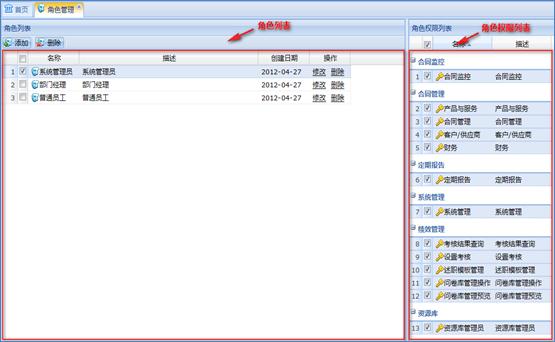 首页 角色管理
角色列表
添加 删除
名称 描述 创建日期 操作
1 系统管理员 系统管理员 2012-04-27 修改 删除
2 部门经理 部门经理 2012-04-27 修改 删除
3 普通员工 普通员工 2012-04-27 修改 删除
角色列表
角色权限列表
角色权限列表
名称 描述
合同监控
1 合同监控 合同监控
合同管理
2 产品与服务 产品与服务
3 合同管理 合同管理
4 客户/供应商 客户/供应商
5 财务 财务
定期报告
6 定期报告 定期报告
系统管理
7 系统管理 系统管理
绩效管理
8 考核结果查询 考核结果查询
9 设置考核 设置考核
10 述职模板管理 述职模板管理
11 问卷库管理操作 问卷库管理操作
12 问卷库管理预览 问卷库管理预览
资源库
13 资源库管理员 资源库管理员